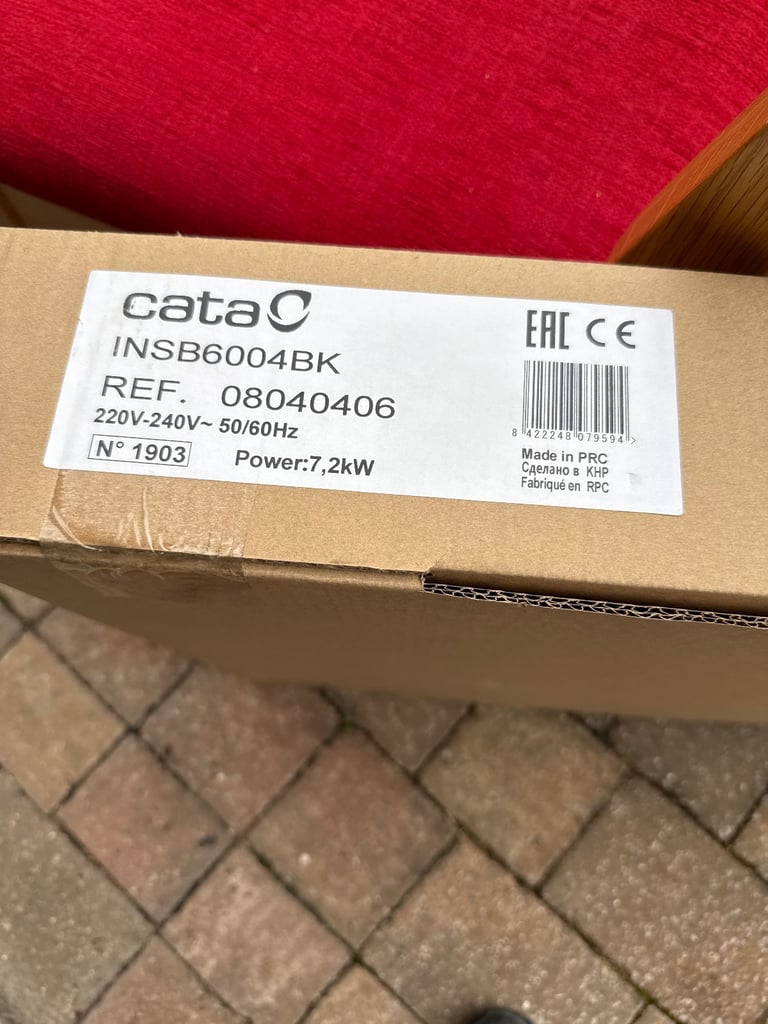 cata
INSB6004BK
REF. 08040406
220V-240V~ 50/60Hz
N° 1903
Power:7,2kW
EAC CE
8 422248 079594 >
Made in PRC
Сделано в КНР
Fabriqué en RPC